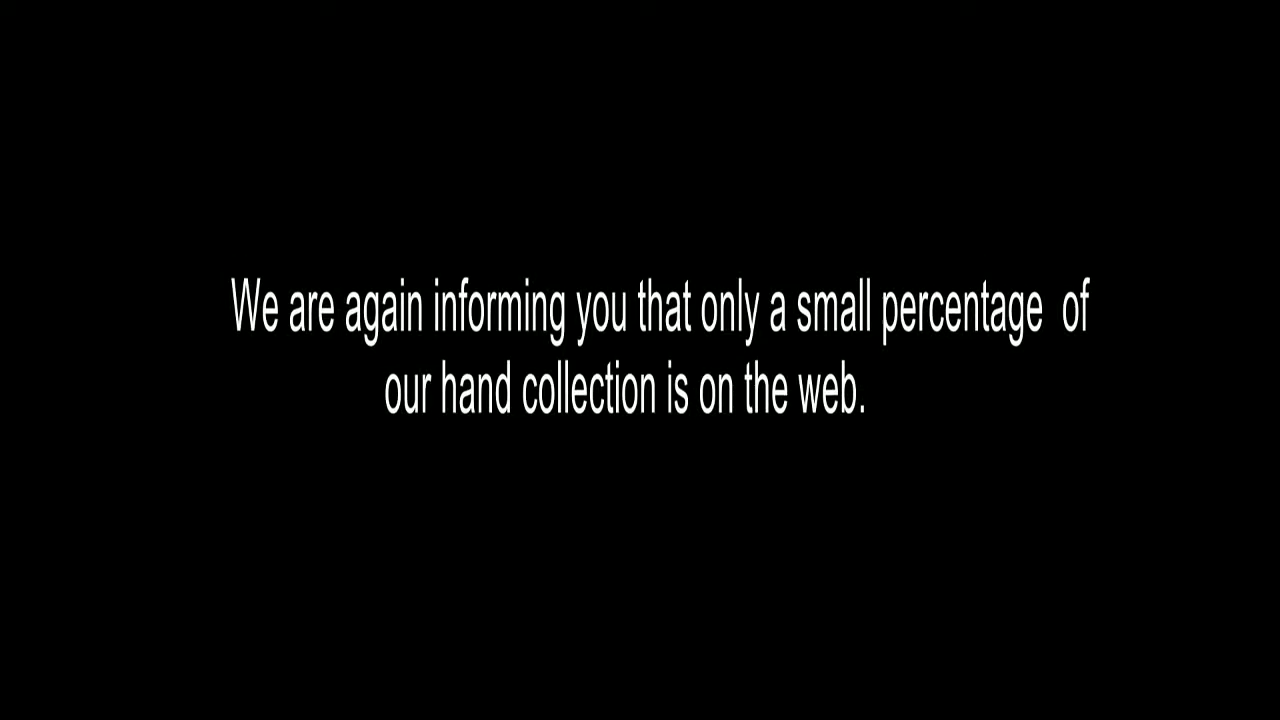 We are again informing you that only a small percentage of
our hand collection is on the web.